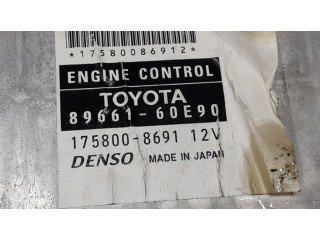 *17580086912*
ENGINE CONTROL
TOYOTA
89661-60E90
175800-8691 12V
DENSO MADE IN JAPAN